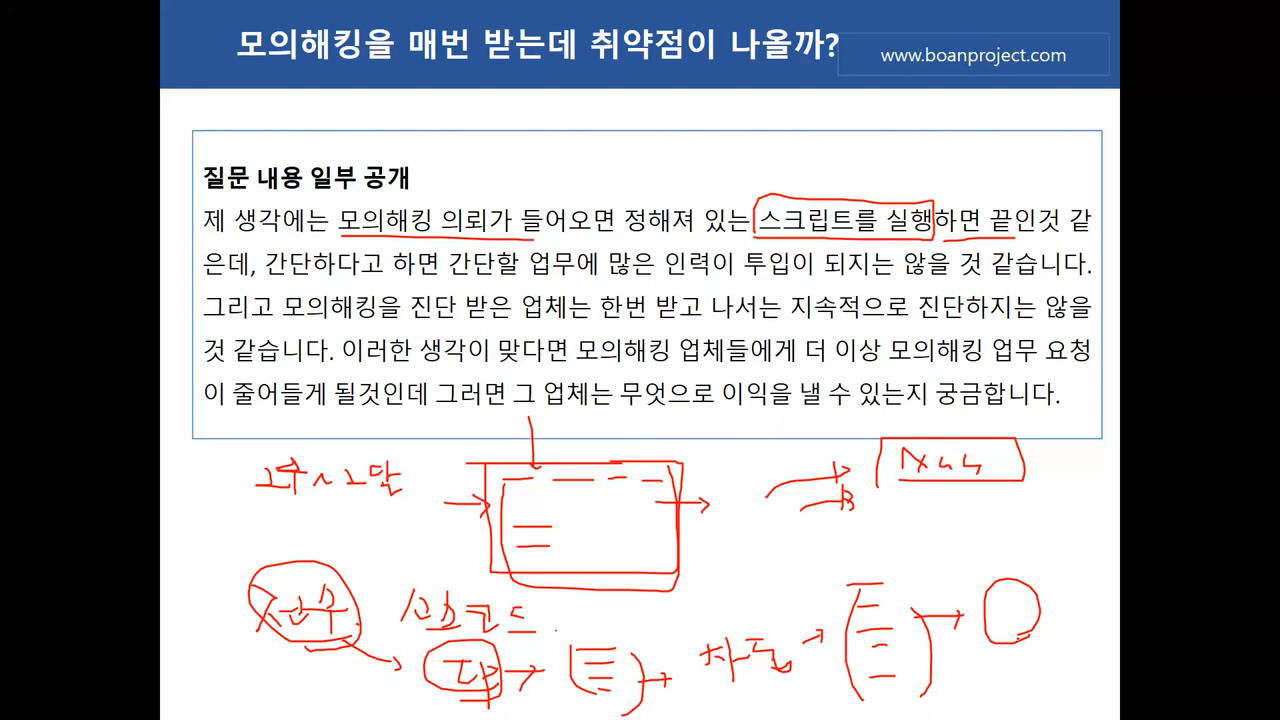 모의해킹을 매번 받는데 취약점이 나올까?
www.boanproject.com
질문 내용 일부 공개
제 생각에는 모의해킹 의뢰가 들어오면 정해져 있는 스크립트를 실행하면 끝인것 같
은데, 간단하다고 하면 간단할 업무에 많은 인력이 투입이 되지는 않을 것 같습니다.
그리고 모의해킹을 진단 받은 업체는 한번 받고 나서는 지속적으로 진단하지는 않을
것 같습니다. 이러한 생각이 맞다면 모의해킹 업체들에게 더 이상 모의해킹 업무 요청
이 줄어들게 될것인데 그러면 그 업체는 무엇으로 이익을 낼 수 있는지 궁금합니다.
전수
소스코드